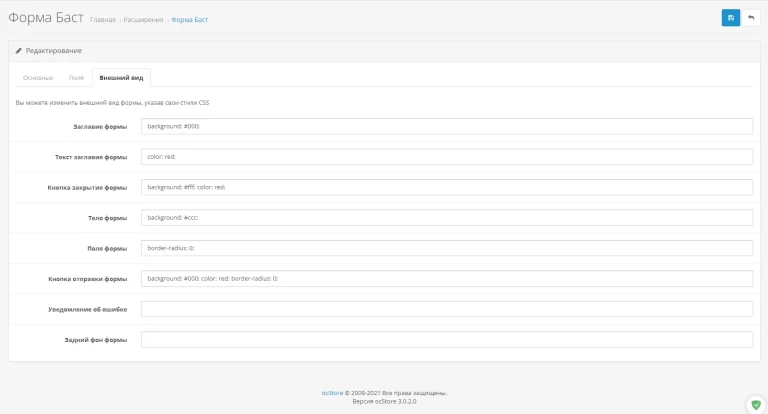 Форма Баст Главная › Расширения › Форма Баст
Редактирование
Основные Поля Внешний вид
Вы можете изменить внешний вид формы, указав свои стили CSS
Заглавие формы background: #000;
Текст заглавия формы color: red;
Кнопка закрытия формы background: #fff; color: red;
Тело формы background: #ccc;
Поля формы border-radius: 0;
Кнопка отправки формы background: #000; color: red; border-radius: 0;
Уведомление об ошибке
Задний фон формы
ocStore © 2009-2021 Все права защищены.
Версия ocStore 3.0.2.0